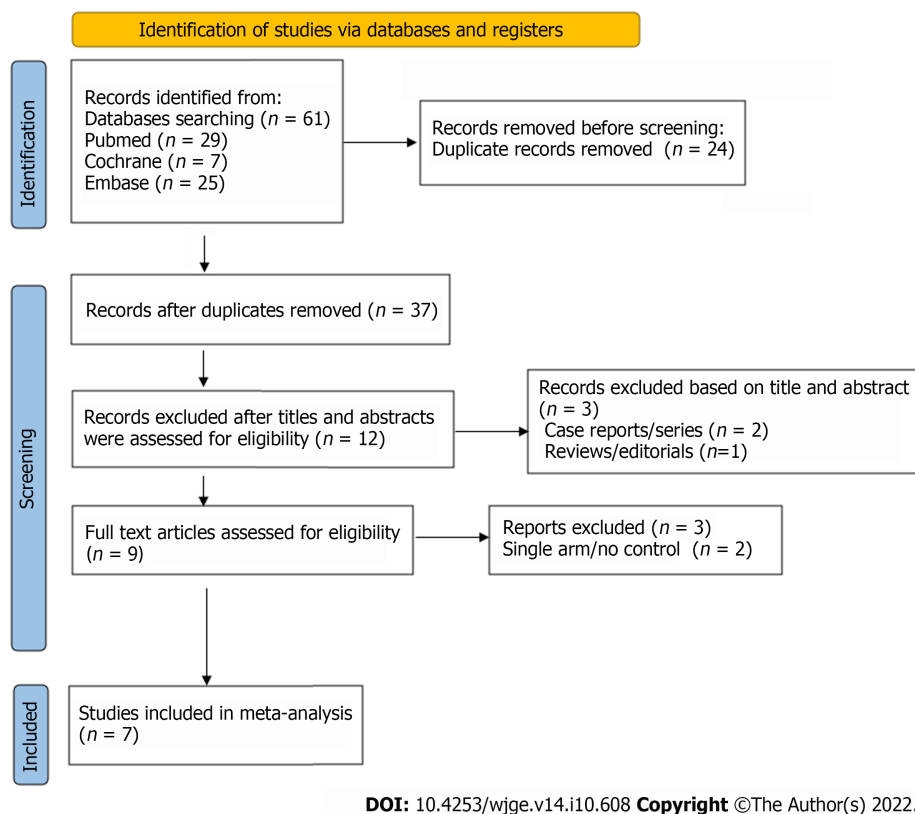 Identification of studies via databases and registers
Identification
Records identified from:
Databases searching (n = 61)
Pubmed (n = 29)
Cochrane (n = 7)
Embase (n = 25)
Records removed before screening:
Duplicate records removed (n = 24)
Screening
Records after duplicates removed (n = 37)
Records excluded after titles and abstracts
were assessed for eligibility (n = 12)
Records excluded based on title and abstract
(n = 3)
Case reports/series (n = 2)
Reviews/editorials (n=1)
Full text articles assessed for eligibility
(n = 9)
Reports excluded (n = 3)
Single arm/no control (n = 2)
Included
Studies included in meta-analysis
(n = 7)
DOI: 10.4253/wjge.v14.i10.608 Copyright ©The Author(s) 2022.